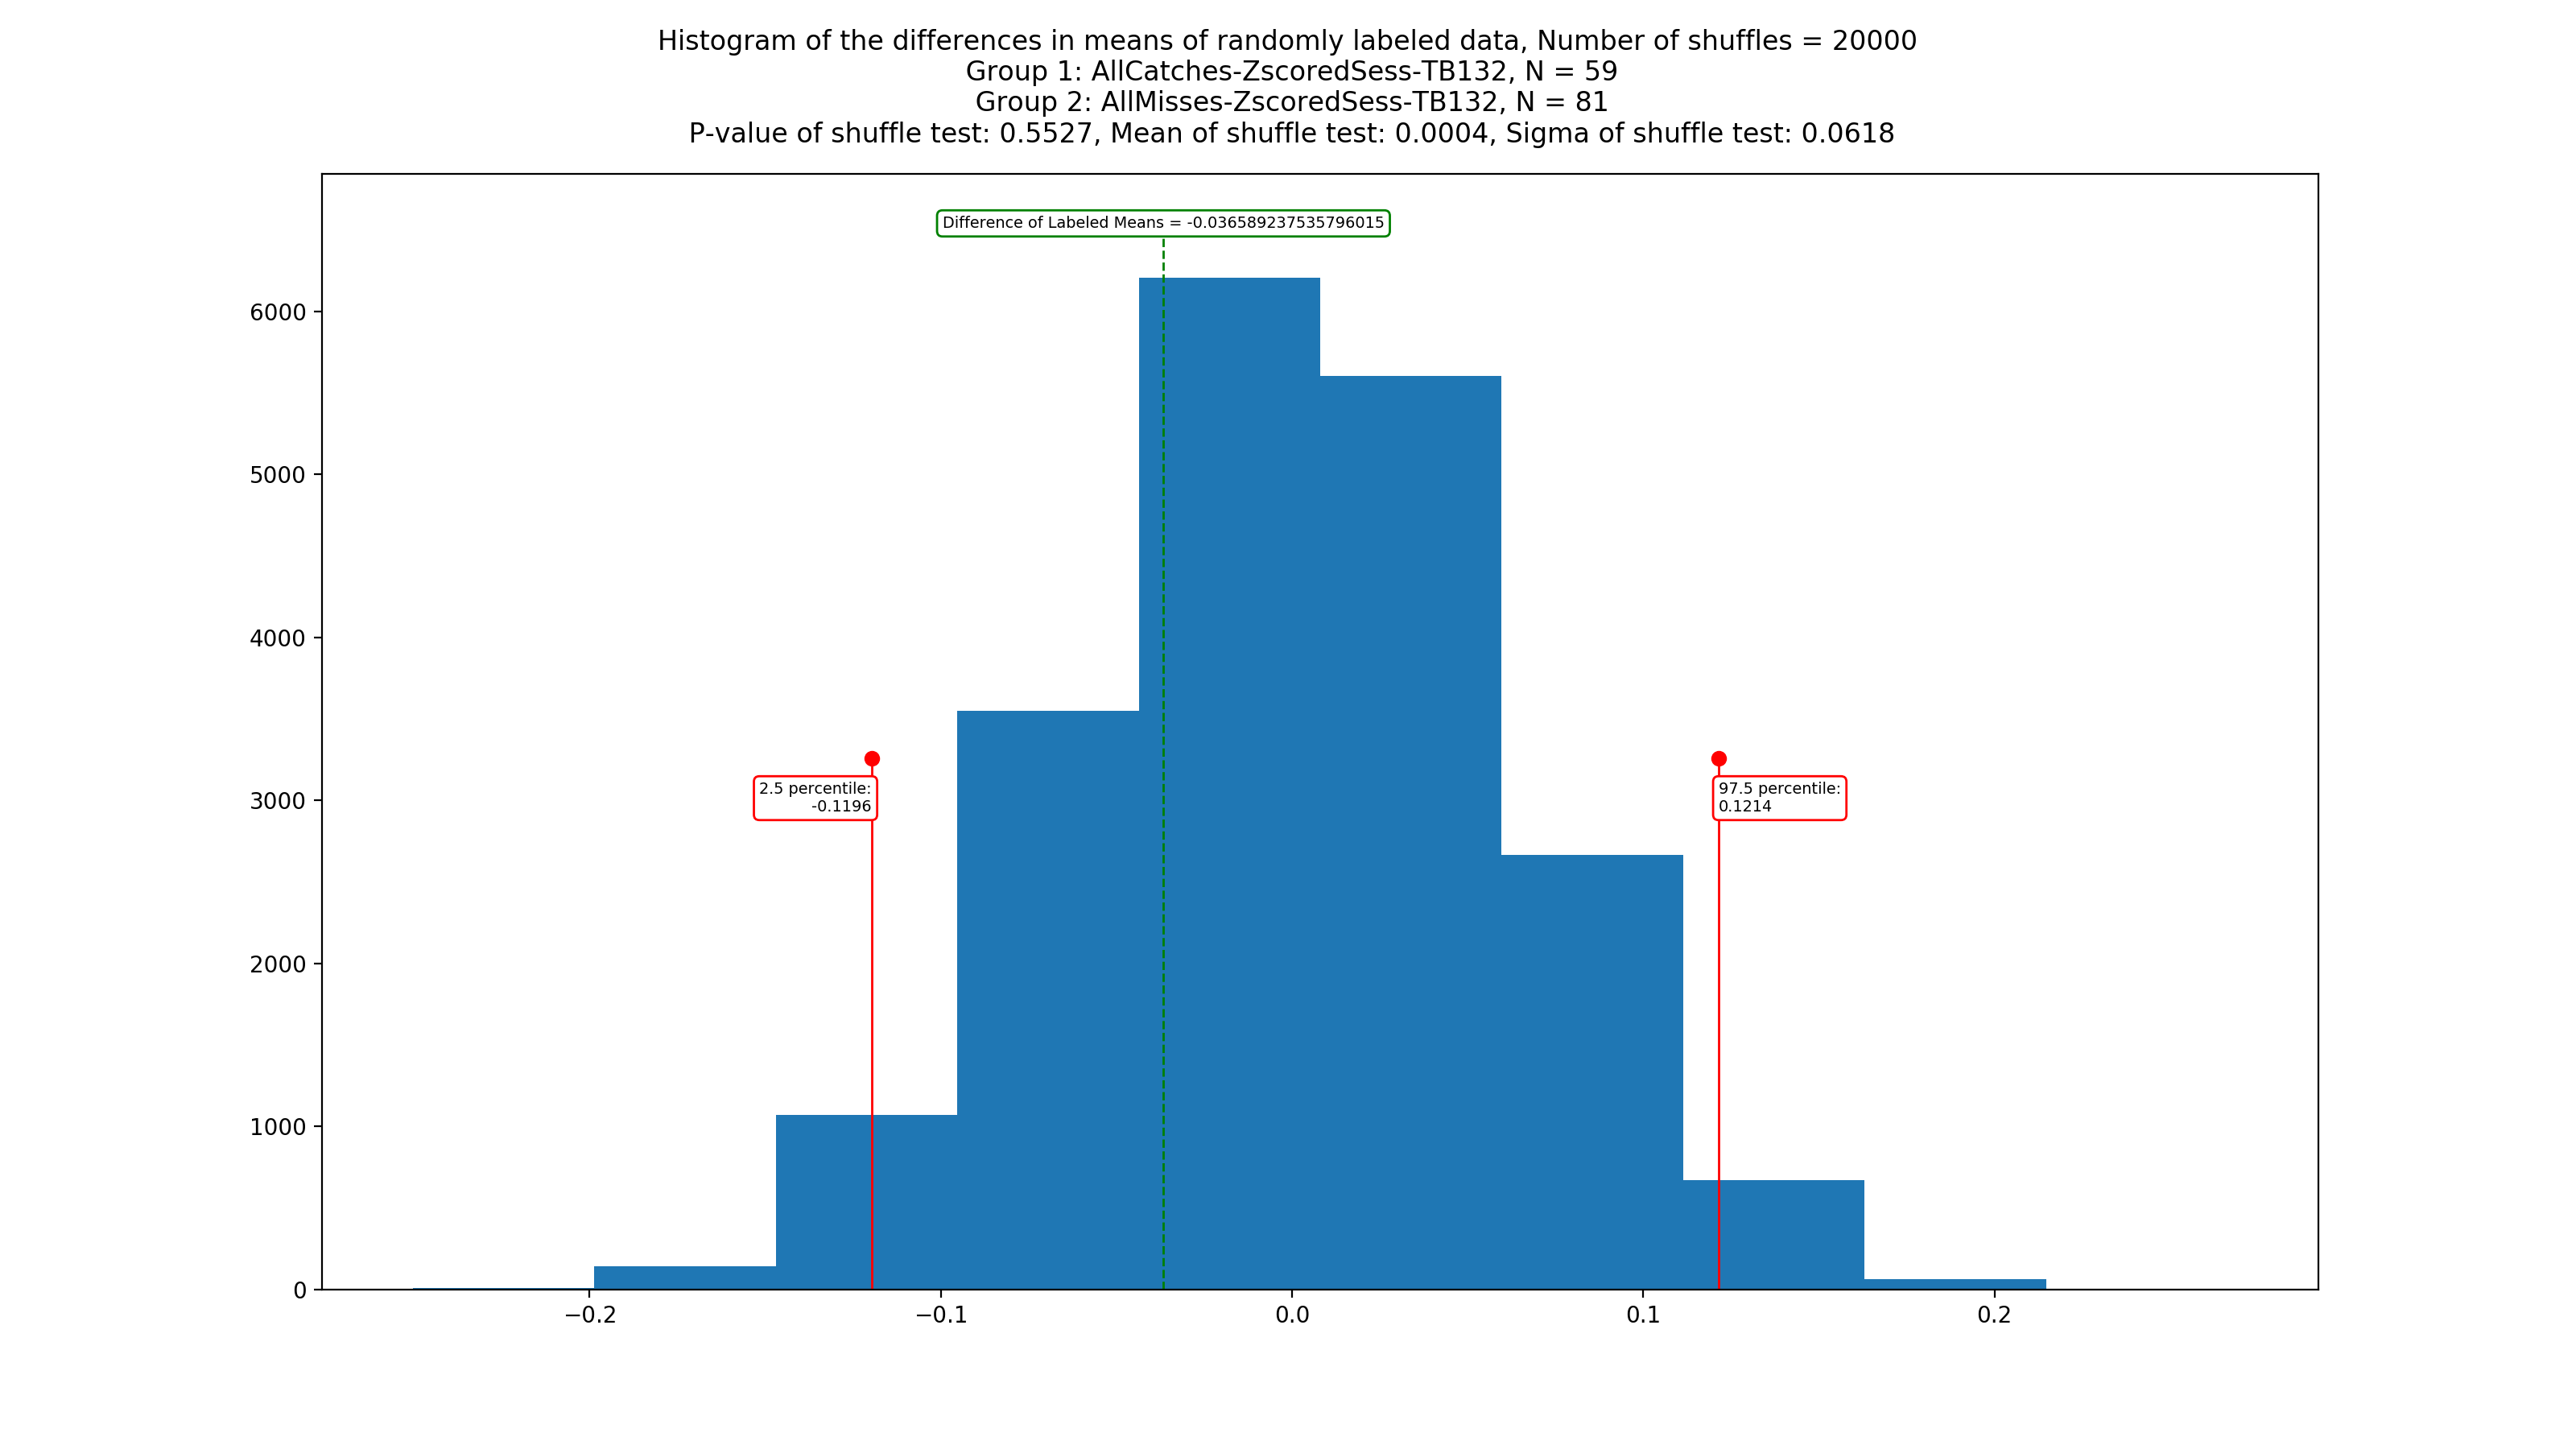 Histogram of the differences in means of randomly labeled data, Number of shuffles = 20000
Group 1: AllCatches-ZscoredSess-TB132, N = 59
Group 2: AllMisses-ZscoredSess-TB132, N = 81
P-value of shuffle test: 0.5527, Mean of shuffle test: 0.0004, Sigma of shuffle test: 0.0618
Difference of Labeled Means = -0.036589237535796015
6000
5000
4000
3000
2000
1000
0
2.5 percentile:
-0.1196
97.5 percentile:
0.1214
−0.2
−0.1
0.0
0.1
0.2